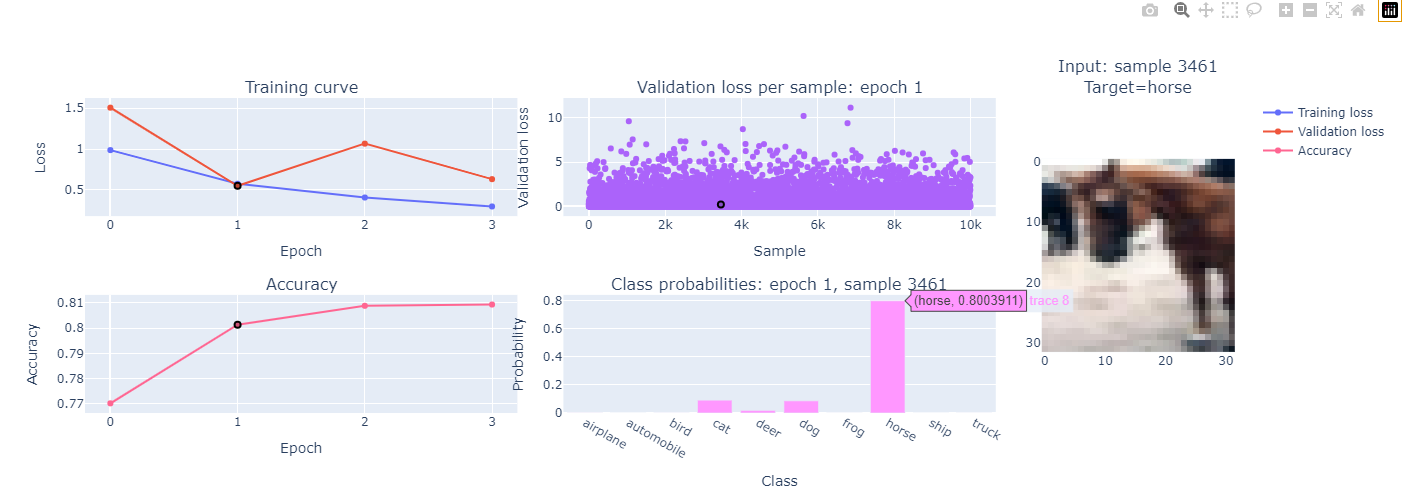 Training curve
Loss
1.5
1
0.5
0 1 2 3
Epoch
Validation loss per sample: epoch 1
Validation loss
10
5
0
0 2k 4k 6k 8k 10k
Sample
Input: sample 3461
Target=horse
0
10
20
30
0 10 20 30
Training loss
Validation loss
Accuracy
Accuracy
Accuracy
0.81
0.8
0.79
0.78
0.77
0 1 2 3
Epoch
Class probabilities: epoch 1, sample 3461
Probability
0.8
0.6
0.4
0.2
0
(horse, 0.8003911) trace 8
airplane automobile bird cat deer dog frog horse ship truck
Class